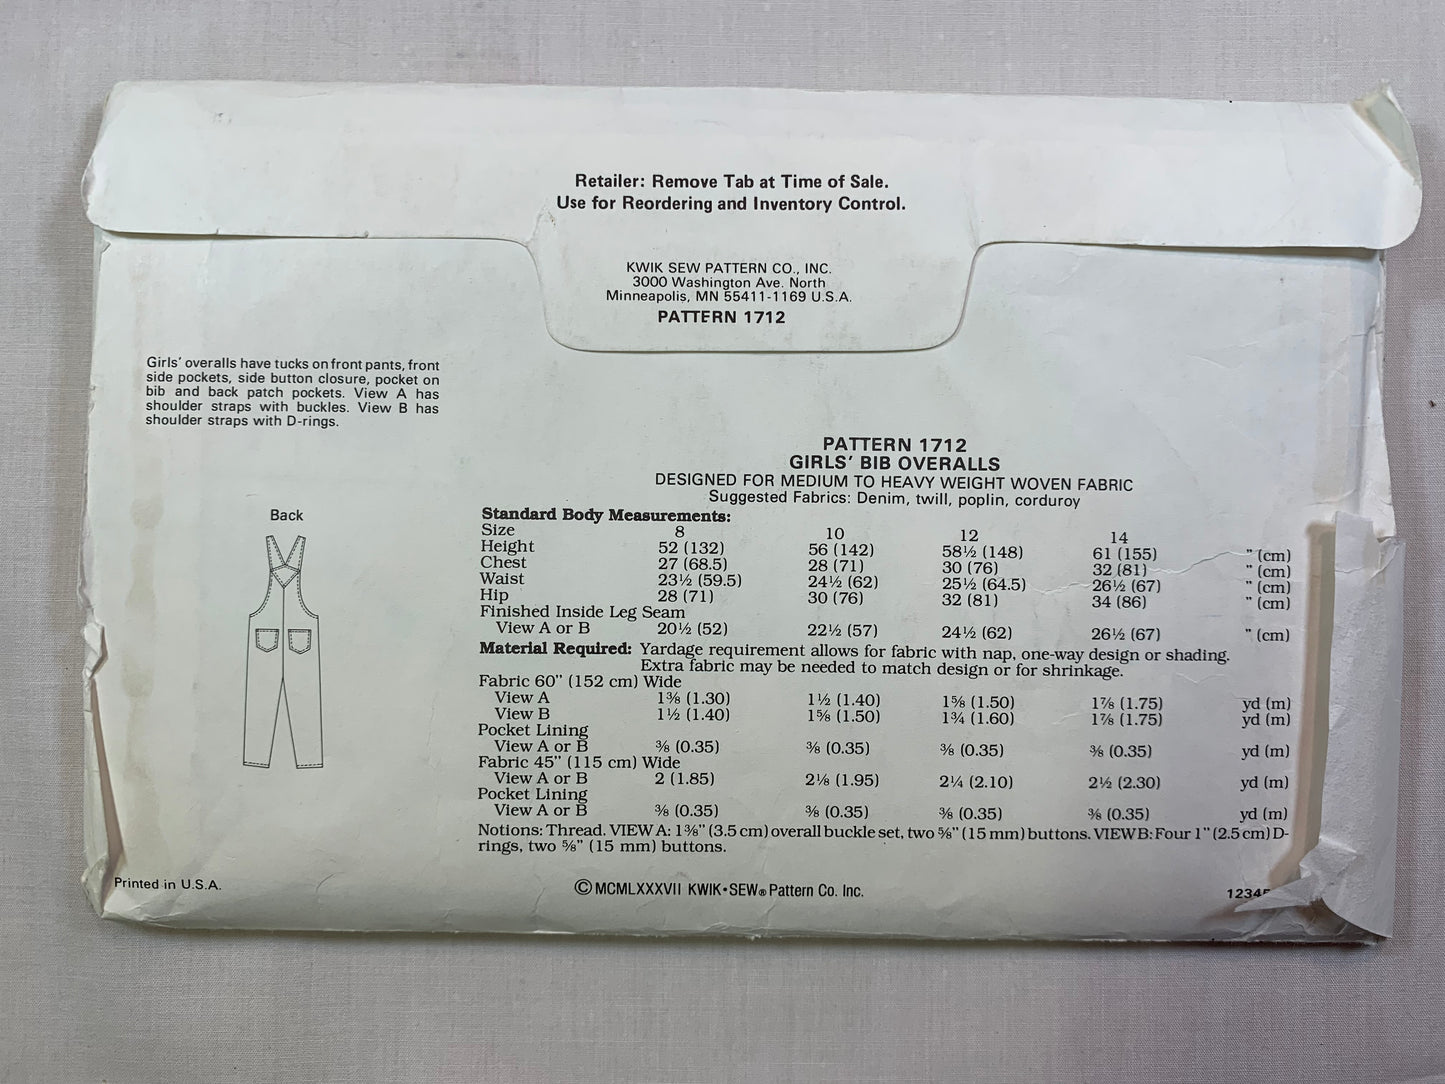 Retailer: Remove Tab at Time of Sale.
Use for Reordering and Inventory Control.
KWIK SEW PATTERN CO., INC.
3000 Washington Ave. North
Minneapolis, MN 55411-1169 U.S.A.
PATTERN 1712
Girls' overalls have tucks on front pants, front
side pockets, side button closure, pocket on
bib and back patch pockets. View A has
shoulder straps with buckles. View B has
shoulder straps with D-rings.
Back
PATTERN 1712
GIRLS' BIB OVERALLS
DESIGNED FOR MEDIUM TO HEAVY WEIGHT WOVEN FABRIC
Suggested Fabrics: Denim, twill, poplin, corduroy
Standard Body Measurements:
Size 8 10 12 14
Height 52 (132) 56 (142) 58½ (148) 61 (155) " (cm)
Chest 27 (68.5) 28 (71) 30 (76) 32 (81) " (cm)
Waist 23½ (59.5) 24½ (62) 25½ (64.5) 26½ (67) " (cm)
Hip 28 (71) 30 (76) 32 (81) 34 (86) " (cm)
Finished Inside Leg Seam
View A or B 20½ (52) 22½ (57) 24½ (62) 26½ (67) " (cm)
Material Required: Yardage requirement allows for fabric with nap, one-way design or shading.
Extra fabric may be needed to match design or for shrinkage.
Fabric 60" (152 cm) Wide
View A 1⅜ (1.30) 1½ (1.40) 1⅝ (1.50) 1⅞ (1.75) yd (m)
View B 1½ (1.40) 1⅝ (1.50) 1¾ (1.60) 1⅞ (1.75) yd (m)
Pocket Lining
View A or B ⅜ (0.35) ⅜ (0.35) ⅜ (0.35) ⅜ (0.35) yd (m)
Fabric 45" (115 cm) Wide
View A or B 2 (1.85) 2⅛ (1.95) 2¼ (2.10) 2½ (2.30) yd (m)
Pocket Lining
View A or B ⅜ (0.35) ⅜ (0.35) ⅜ (0.35) ⅜ (0.35) yd (m)
Notions: Thread. VIEW A: 1⅜" (3.5 cm) overall buckle set, two ⅝" (15 mm) buttons. VIEW B: Four 1" (2.5 cm) D-
rings, two ⅝" (15 mm) buttons.
Printed in U.S.A.
© MCMLXXXVII KWIK•SEW® Pattern Co. Inc.
1234